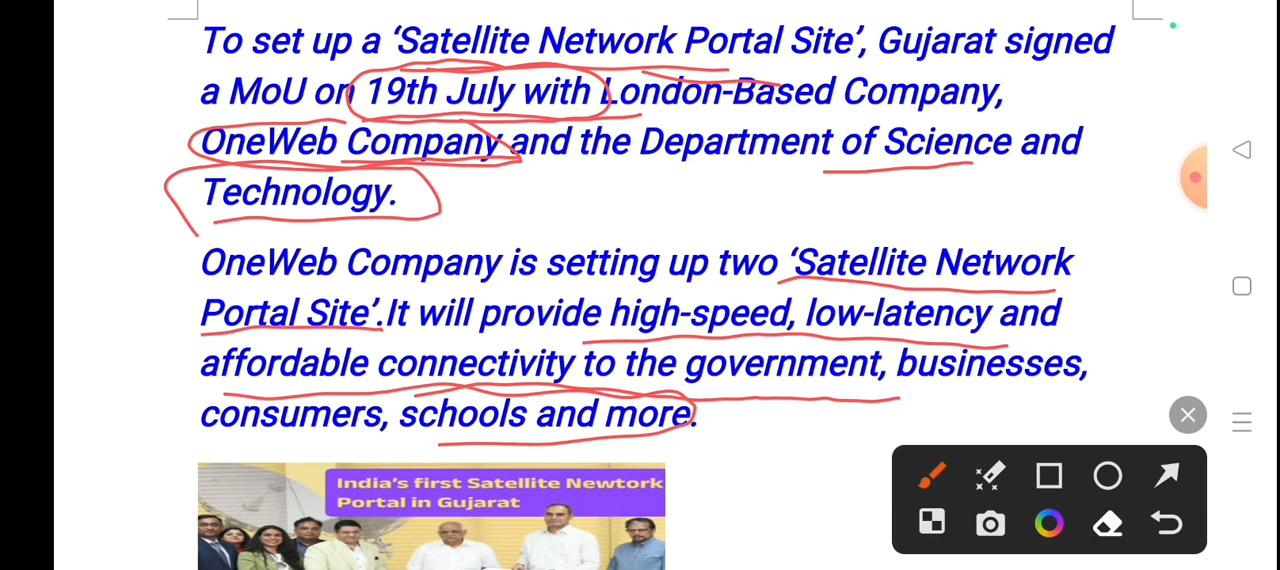 To set up a ‘Satellite Network Portal Site’, Gujarat signed
a MoU on 19th July with London-Based Company,
OneWeb Company and the Department of Science and
Technology.
OneWeb Company is setting up two ‘Satellite Network
Portal Site’.It will provide high-speed, low-latency and
affordable connectivity to the government, businesses,
consumers, schools and more.
India’s first Satellite Newtork
Portal in Gujarat